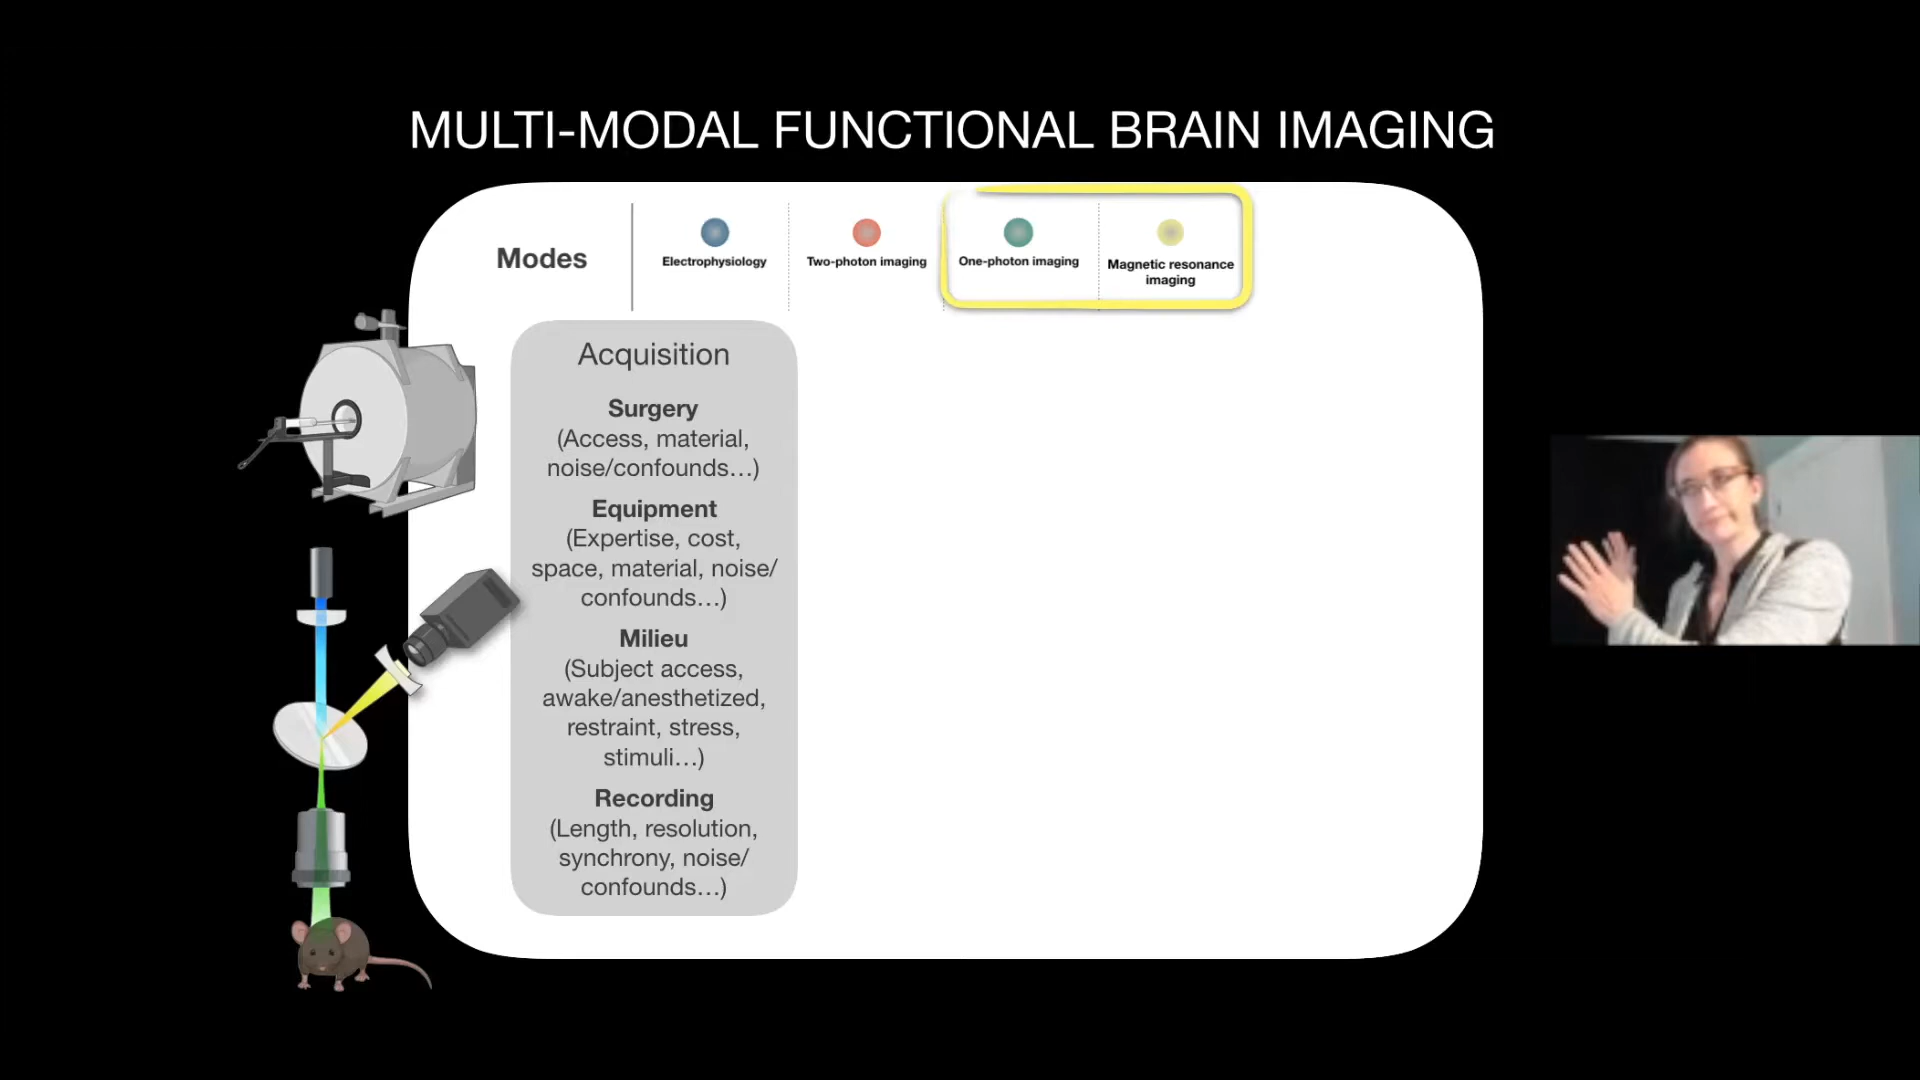 MULTI-MODAL FUNCTIONAL BRAIN IMAGING
Modes
Electrophysiology
Two-photon imaging
One-photon imaging
Magnetic resonance
imaging
Acquisition
Surgery
(Access, material,
noise/confounds…)
Equipment
(Expertise, cost,
space, material, noise/
confounds…)
Milieu
(Subject access,
awake/anesthetized,
restraint, stress,
stimuli…)
Recording
(Length, resolution,
synchrony, noise/
confounds…)